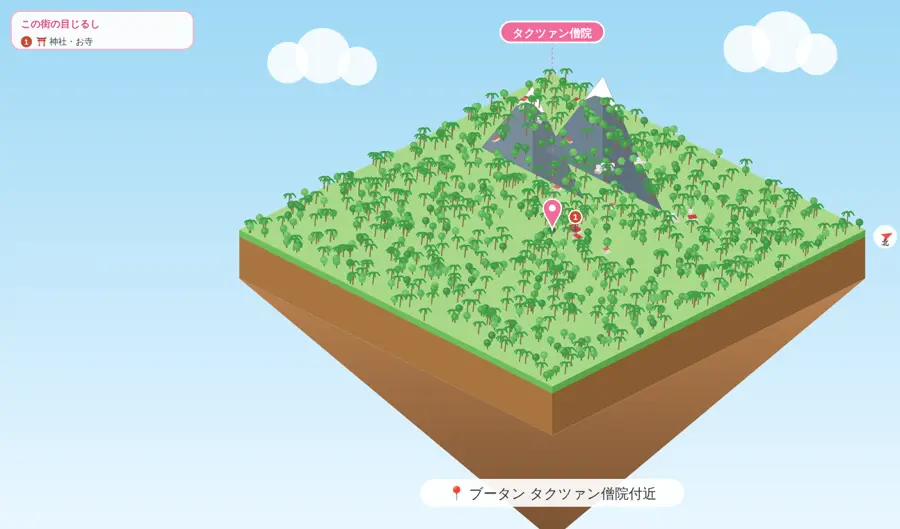 この街の目じるし
1 ⛩ 神社・お寺
タクツァン僧院
1
北
📍 ブータン タクツァン僧院付近